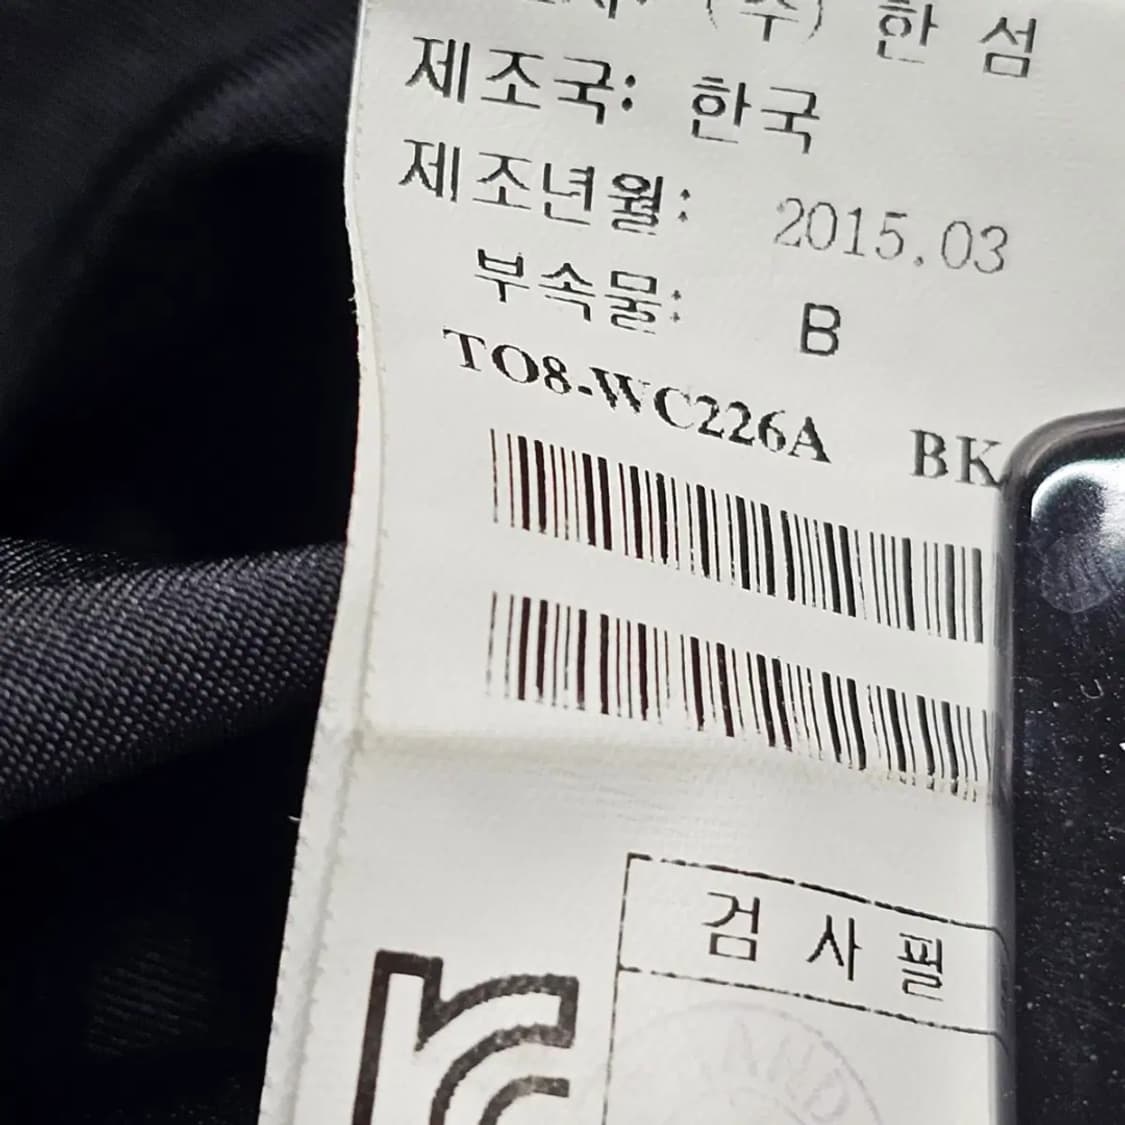 (주) 한 섬
제조국: 한국
제조년월: 2015.03
부속물: B
TO8-WC226A BK
검 사 필